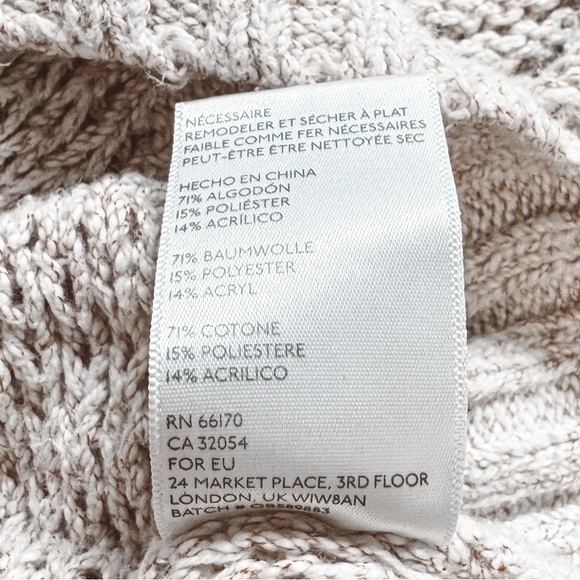 NÉCESSAIRE
REMODELER ET SÉCHER À PLAT
FAIBLE COMME FER NÉCESSAIRES
PEUT-ÊTRE ÊTRE NETTOYÉE SEC
HECHO EN CHINA
71% ALGODÓN
15% POLIÉSTER
14% ACRÍLICO
71% BAUMWOLLE
15% POLYESTER
14% ACRYL
71% COTONE
15% POLIESTERE
14% ACRILICO
RN 66170
CA 32054
FOR EU
24 MARKET PLACE, 3RD FLOOR
LONDON, UK W1W8AN
BATCH #